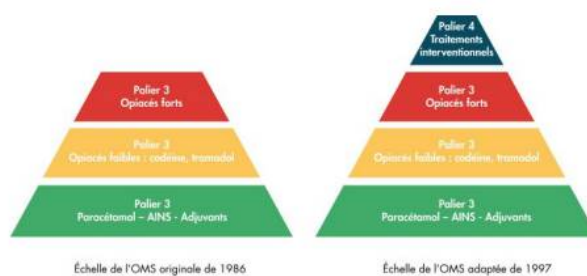 Palier 3
Opiacés forts
Palier 3
Opiacés faibles : codéine, tramadol
Palier 3
Paracétamol – AINS - Adjuvants
Échelle de l'OMS originale de 1986
Palier 4
Traitements
interventionnels
Palier 3
Opiacés forts
Palier 3
Opiacés faibles : codéine, tramadol
Palier 3
Paracétamol – AINS - Adjuvants
Échelle de l'OMS adaptée de 1997